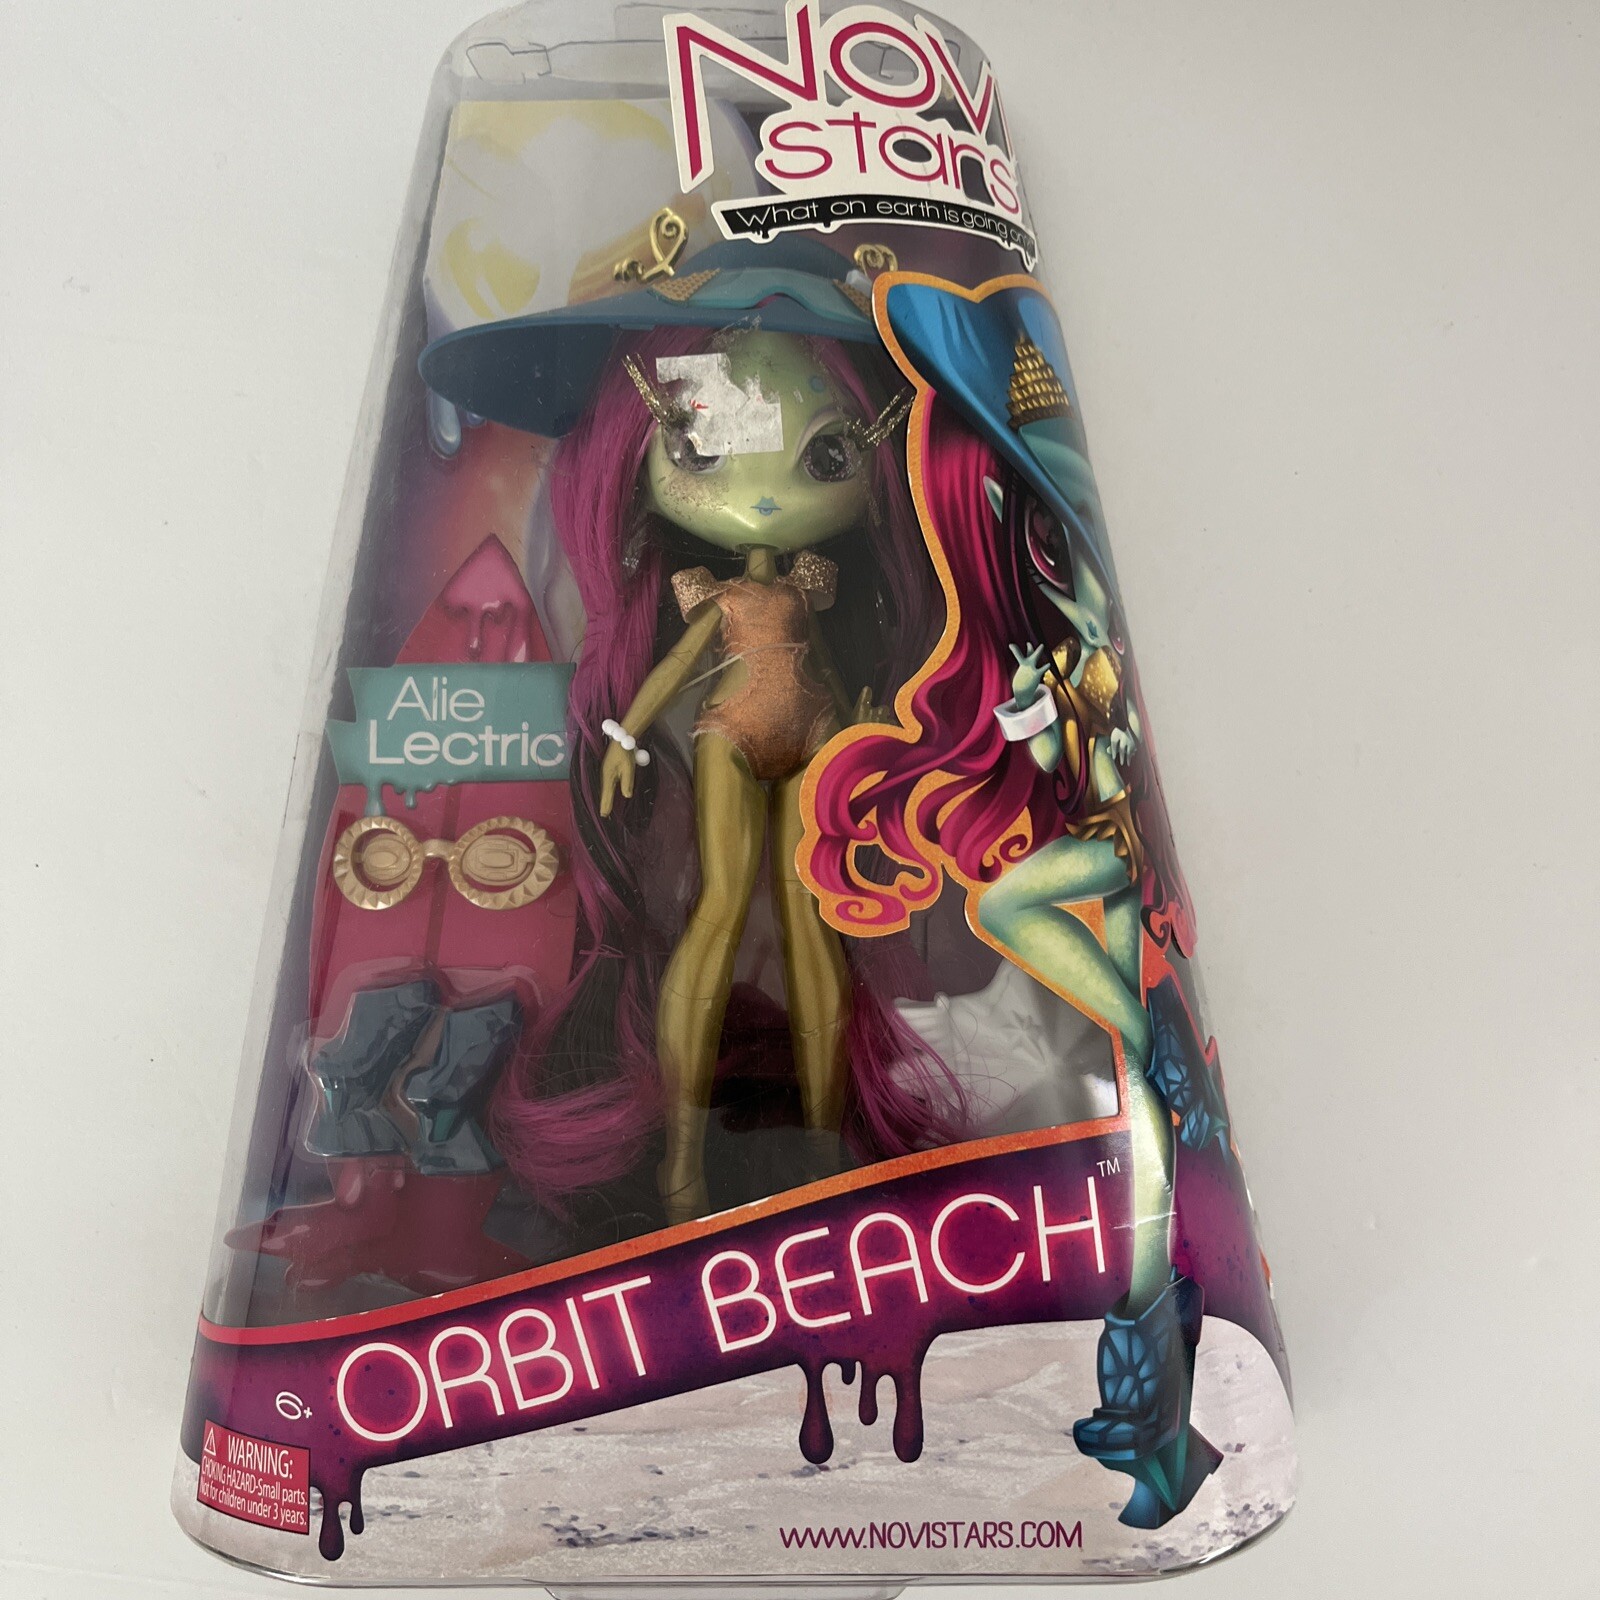 NOVI
stars
What on earth is going on?
Alie
Lectric
ORBIT BEACH™
6+
⚠ WARNING:
CHOKING HAZARD-Small parts.
Not for children under 3 years.
WWW.NOVISTARS.COM